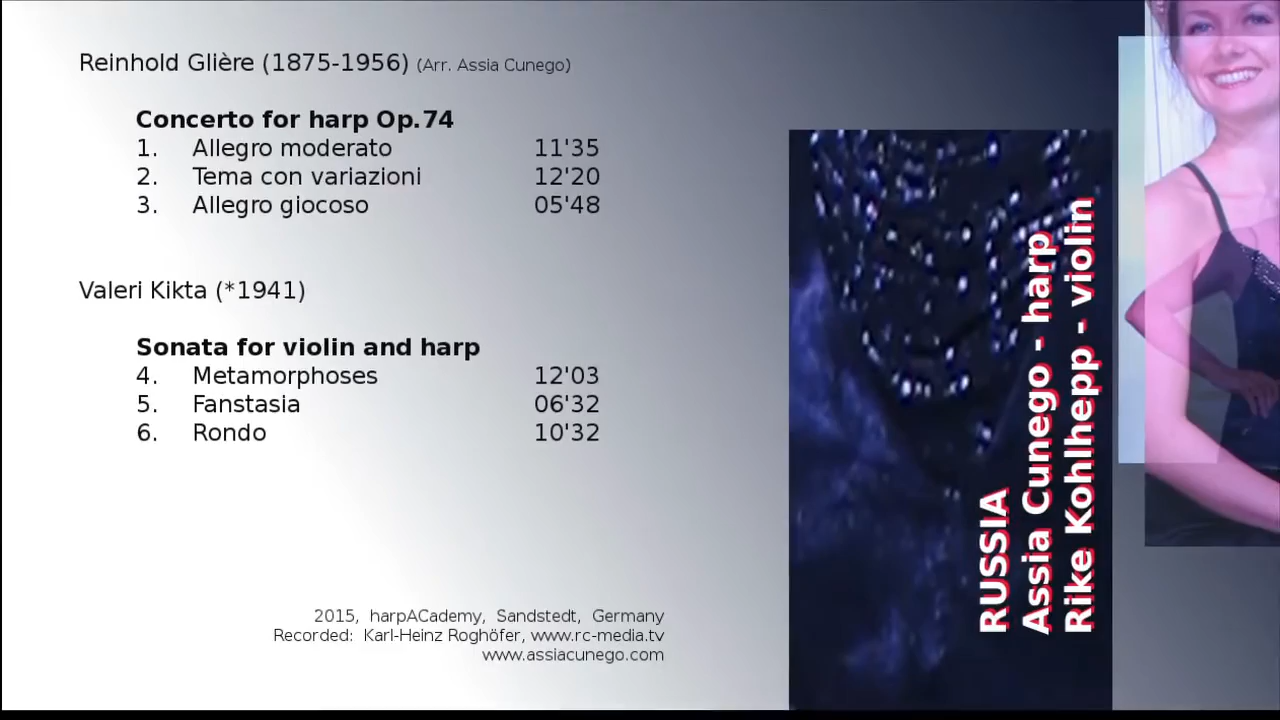 Reinhold Glière (1875-1956) (Arr. Assia Cunego)
Concerto for harp Op.74
1. Allegro moderato 11'35
2. Tema con variazioni 12'20
3. Allegro giocoso 05'48
Valeri Kikta (*1941)
Sonata for violin and harp
4. Metamorphoses 12'03
5. Fanstasia 06'32
6. Rondo 10'32
2015, harpACademy, Sandstedt, Germany
Recorded: Karl-Heinz Roghöfer, www.rc-media.tv
www.assiacunego.com
RUSSIA
Assia Cunego - harp
Rike Kohlhepp - violin